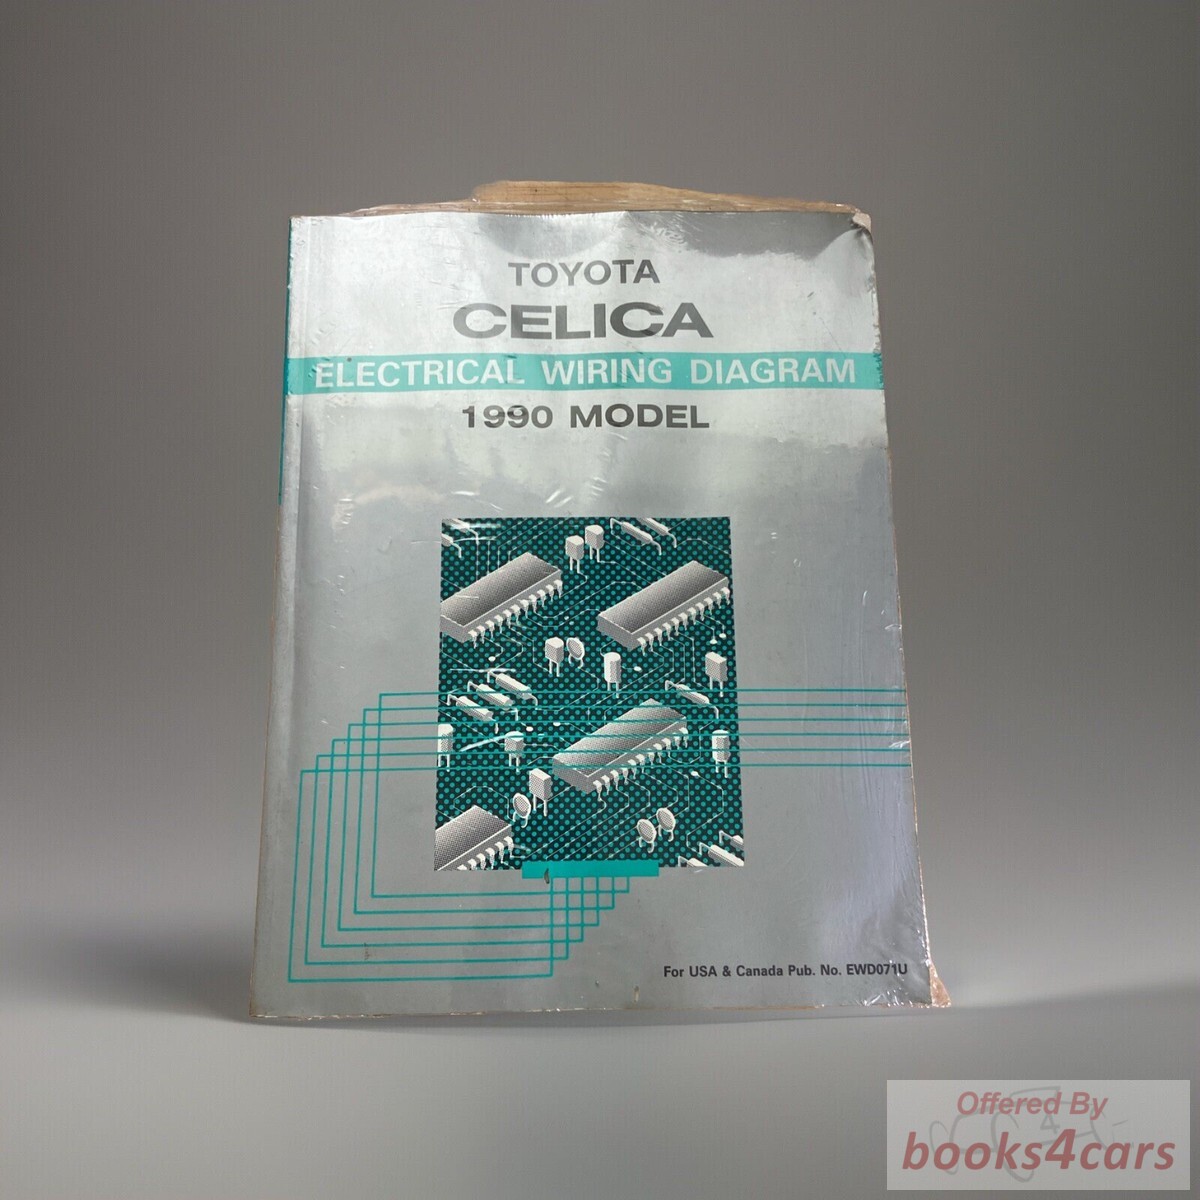 TOYOTA
CELICA
ELECTRICAL WIRING DIAGRAM
1990 MODEL
For USA & Canada Pub. No. EWD071U
Offered By
books4cars